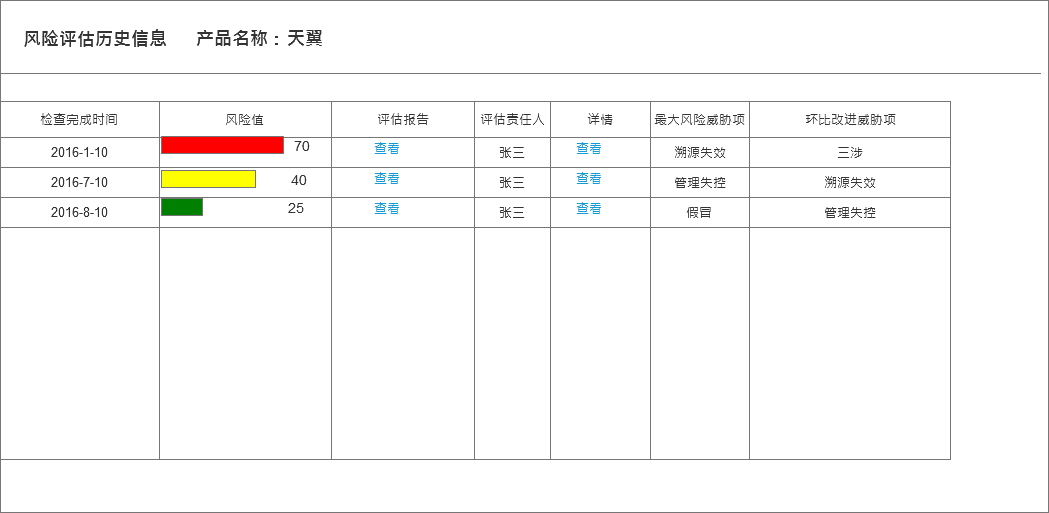 风险评估历史信息 产品名称：天翼
检查完成时间 风险值 评估报告 评估责任人 详情 最大风险威胁项 环比改进威胁项
2016-1-10 70 查看 张三 查看 溯源失效 三涉
2016-7-10 40 查看 张三 查看 管理失控 溯源失效
2016-8-10 25 查看 张三 查看 假冒 管理失控